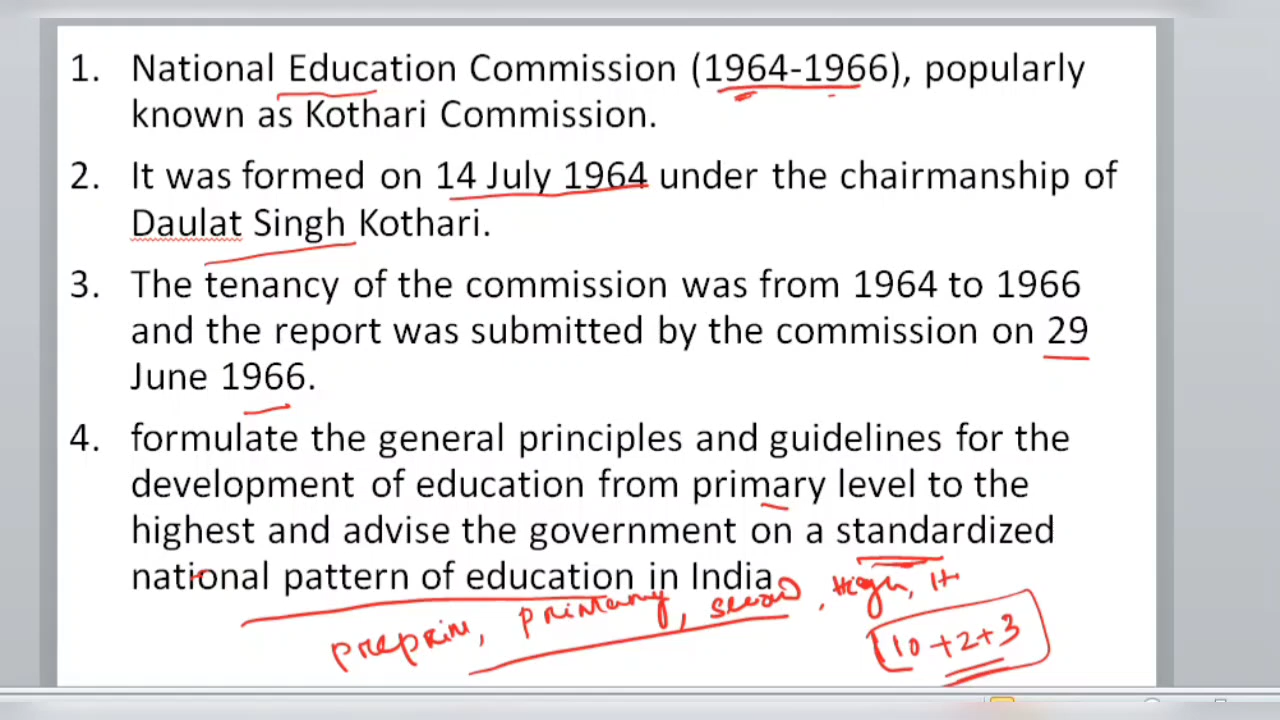 1. National Education Commission (1964-1966), popularly
known as Kothari Commission.
2. It was formed on 14 July 1964 under the chairmanship of
Daulat Singh Kothari.
3. The tenancy of the commission was from 1964 to 1966
and the report was submitted by the commission on 29
June 1966.
4. formulate the general principles and guidelines for the
development of education from primary level to the
highest and advise the government on a standardized
national pattern of education in India
preprim, primary,
10+2+3